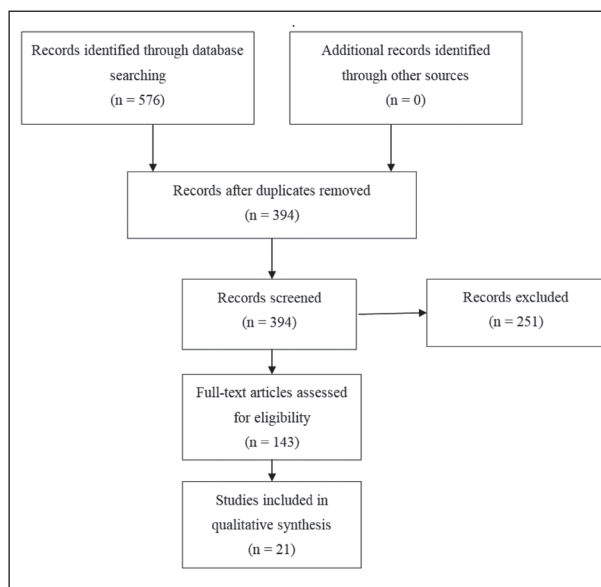 Records identified through database
searching
(n = 576)
Additional records identified
through other sources
(n = 0)
Records after duplicates removed
(n = 394)
Records screened
(n = 394)
Records excluded
(n = 251)
Full-text articles assessed
for eligibility
(n = 143)
Studies included in
qualitative synthesis
(n = 21)